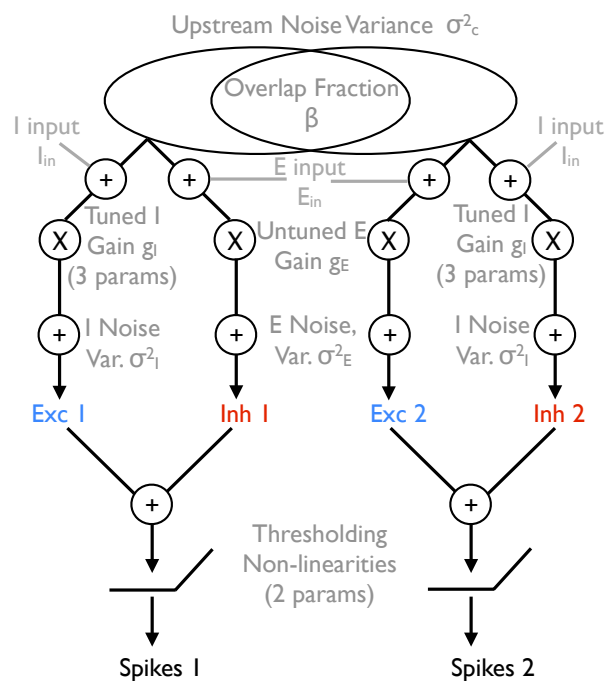 Upstream Noise Variance σ²c
Overlap Fraction
β
I input
Iin
I input
Iin
E input
Ein
+
+
+
+
Tuned I
Gain gI
(3 params)
Untuned E
Gain gE
Tuned I
Gain gI
(3 params)
X
X
X
X
I Noise
Var. σ²I
E Noise,
Var. σ²E
I Noise
Var. σ²I
+
+
+
+
Exc 1
Inh 1
Exc 2
Inh 2
+
+
Thresholding
Non-linearities
(2 params)
Spikes 1
Spikes 2